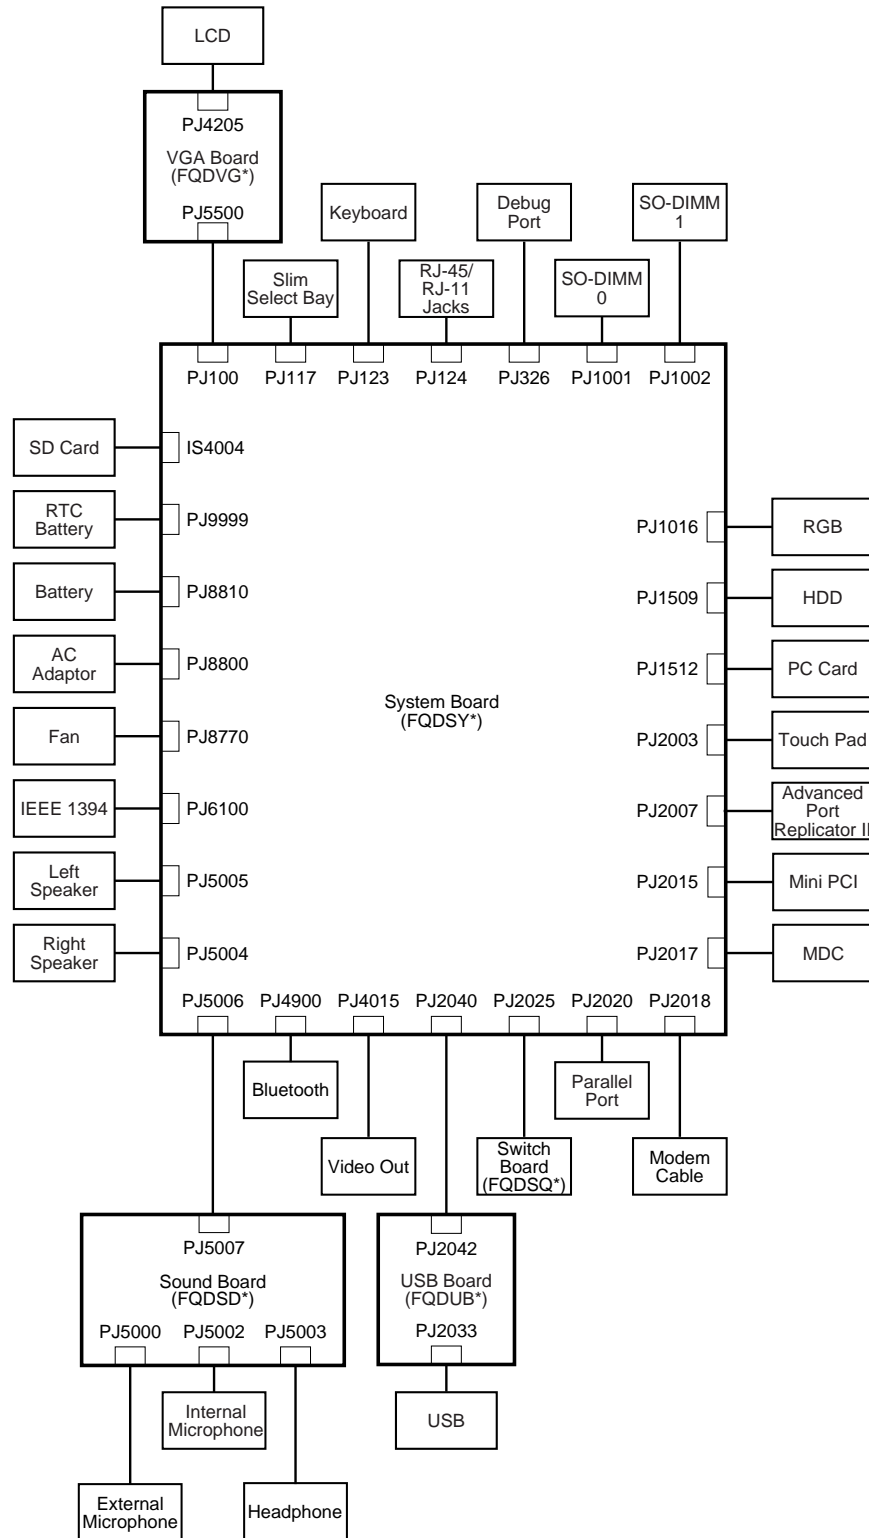 LCD
PJ4205
VGA Board
(FQDVG*)
PJ5500
Keyboard
Debug
Port
SO-DIMM
1
Slim
Select Bay
RJ-45/
RJ-11
Jacks
SO-DIMM
0
PJ100
PJ117
PJ123
PJ124
PJ326
PJ1001
PJ1002
SD Card
IS4004
RTC
Battery
PJ9999
PJ1016
RGB
Battery
PJ8810
PJ1509
HDD
AC
Adaptor
PJ8800
PJ1512
PC Card
System Board
(FQDSY*)
Fan
PJ8770
PJ2003
Touch Pad
IEEE 1394
PJ6100
PJ2007
Advanced
Port
Replicator II
Left
Speaker
PJ5005
PJ2015
Mini PCI
Right
Speaker
PJ5004
PJ2017
MDC
PJ5006
PJ4900
PJ4015
PJ2040
PJ2025
PJ2020
PJ2018
Bluetooth
Parallel
Port
Video Out
Switch
Board
(FQDSQ*)
Modem
Cable
PJ5007
Sound Board
(FQDSD*)
PJ5000
PJ5002
PJ5003
PJ2042
USB Board
(FQDUB*)
PJ2033
Internal
Microphone
USB
External
Microphone
Headphone